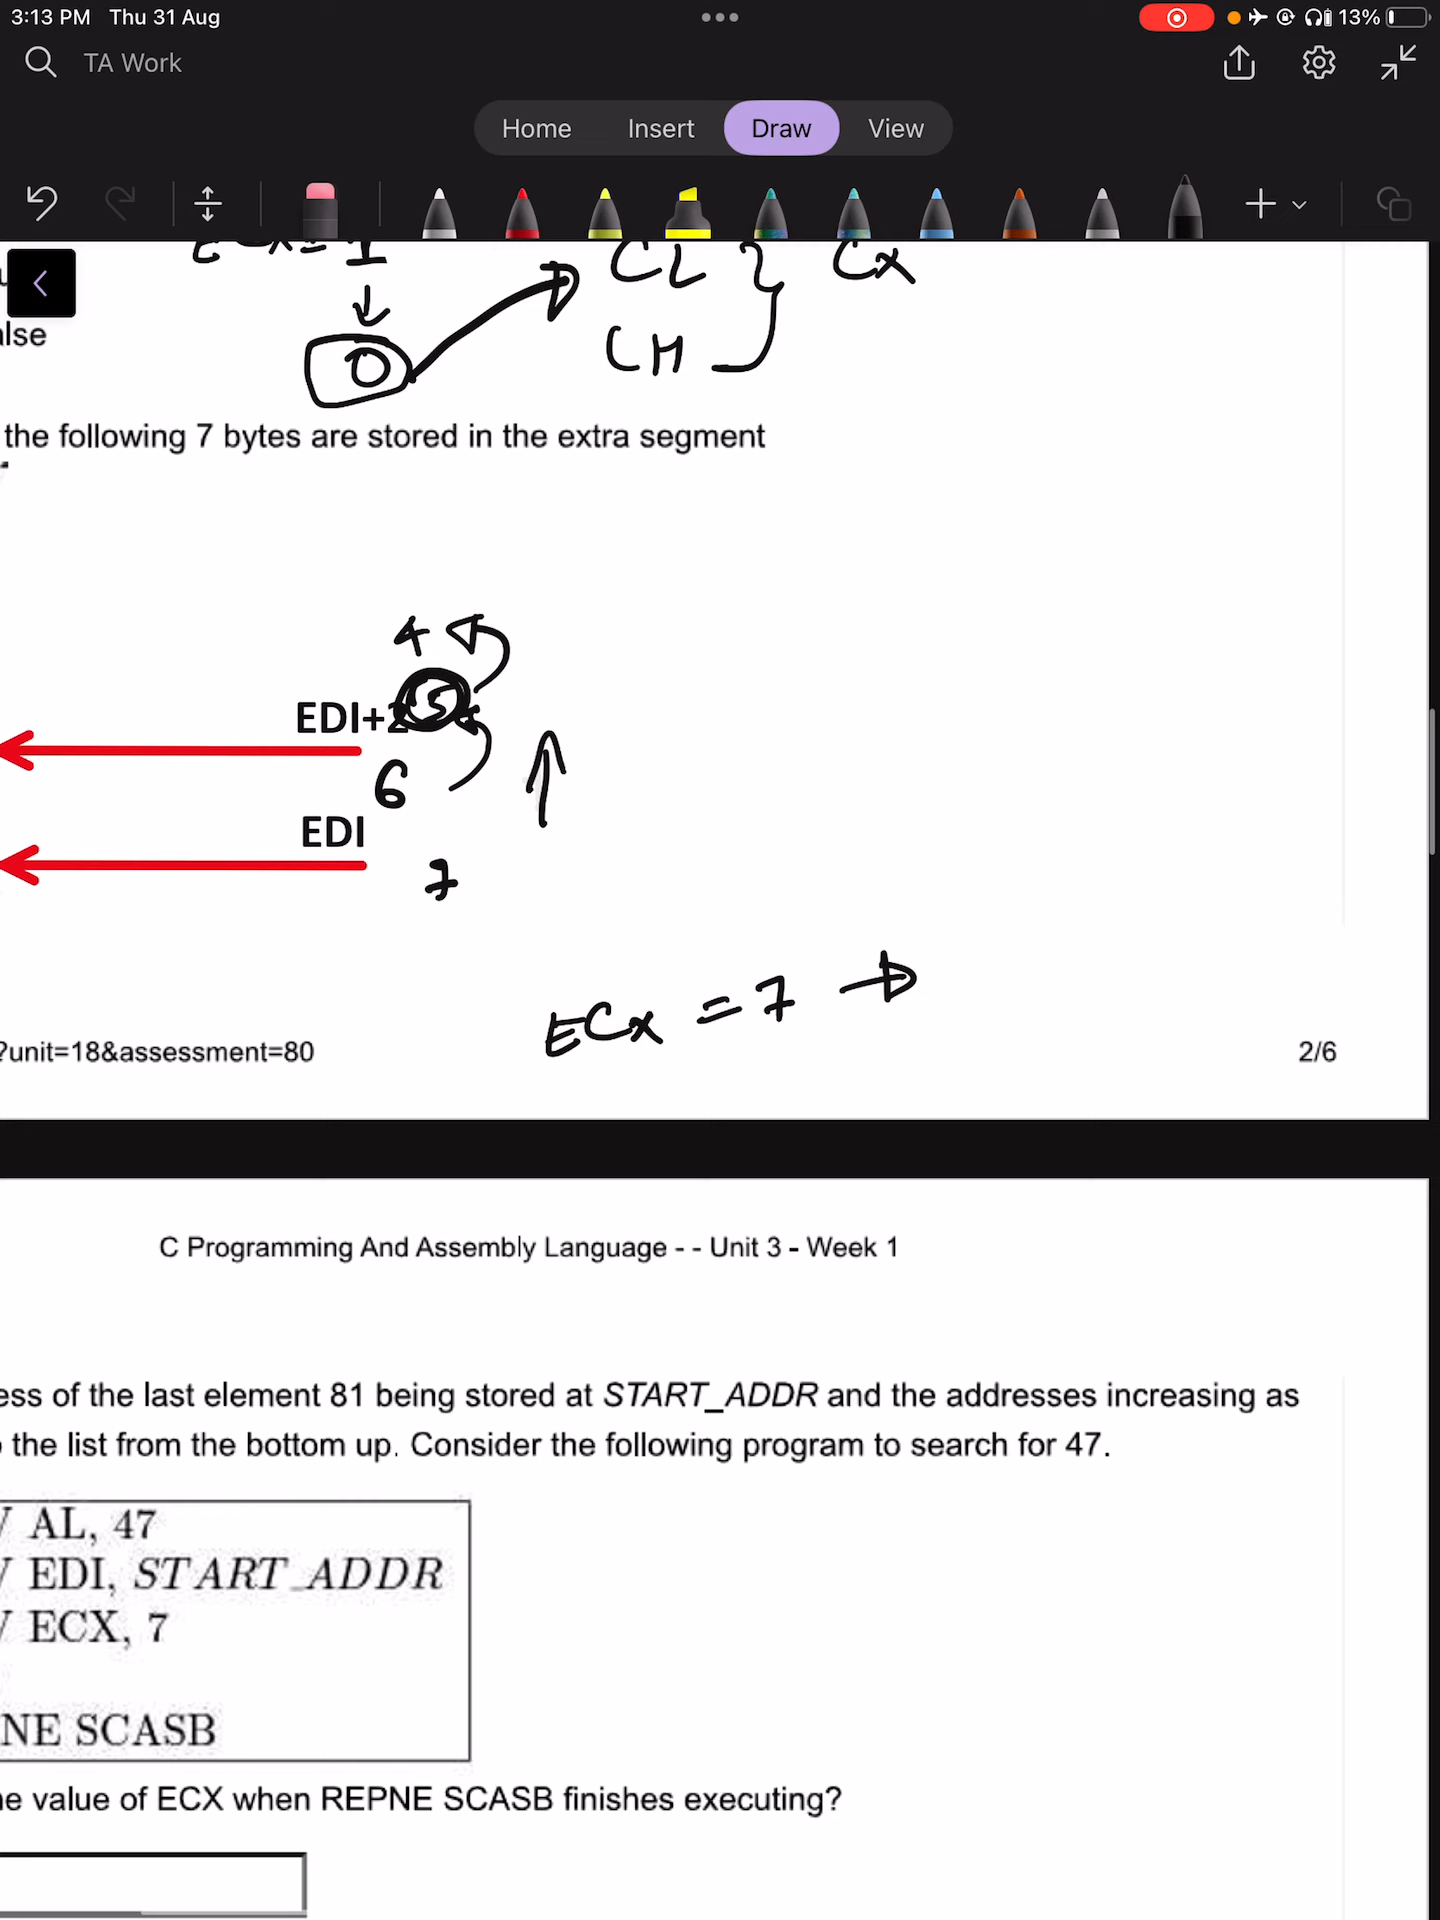 3:13 PM Thu 31 Aug
13%
TA Work
Home Insert Draw View
CL } Cx
CH
0
the following 7 bytes are stored in the extra segment
4
EDI+2
5
6
EDI
7
ECx = 7
?unit=18&assessment=80
2/6
C Programming And Assembly Language - - Unit 3 - Week 1
ess of the last element 81 being stored at START_ADDR and the addresses increasing as
the list from the bottom up. Consider the following program to search for 47.
AL, 47
EDI, START_ADDR
ECX, 7
NE SCASB
e value of ECX when REPNE SCASB finishes executing?